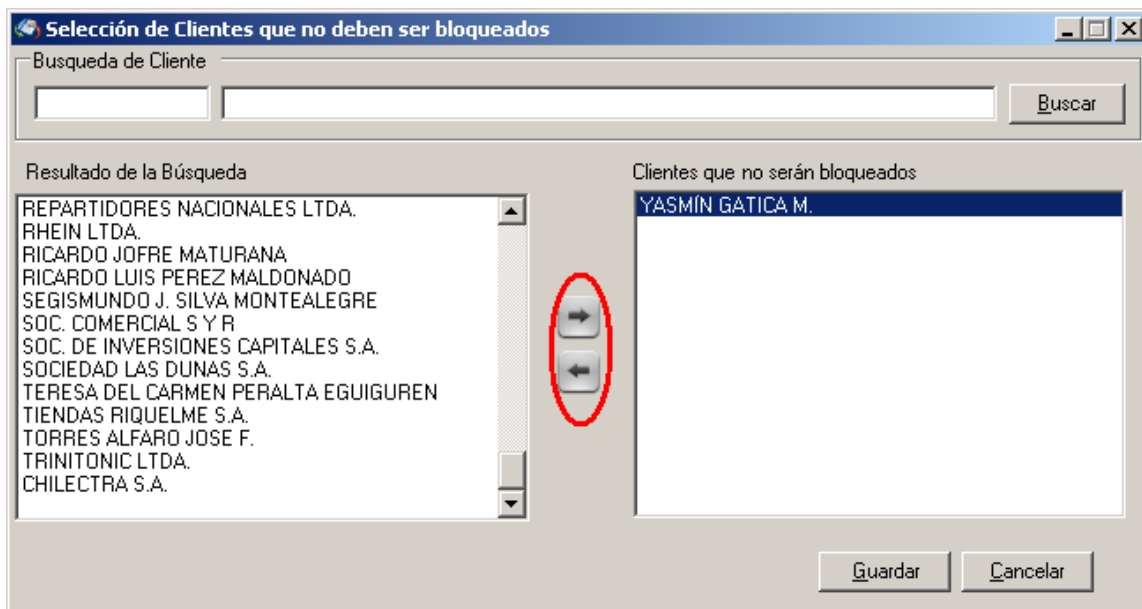 Selección de Clientes que no deben ser bloqueados
Busqueda de Cliente
Buscar
Resultado de la Búsqueda
REPARTIDORES NACIONALES LTDA.
RHEIN LTDA.
RICARDO JOFRE MATURANA
RICARDO LUIS PEREZ MALDONADO
SEGISMUNDO J. SILVA MONTEALEGRE
SOC. COMERCIAL S Y R
SOC. DE INVERSIONES CAPITALES S.A.
SOCIEDAD LAS DUNAS S.A.
TERESA DEL CARMEN PERALTA EGUIGUREN
TIENDAS RIQUELME S.A.
TORRES ALFARO JOSE F.
TRINITONIC LTDA.
CHILECTRA S.A.
Clientes que no serán bloqueados
YASMÍN GATICA M.
Guardar
Cancelar